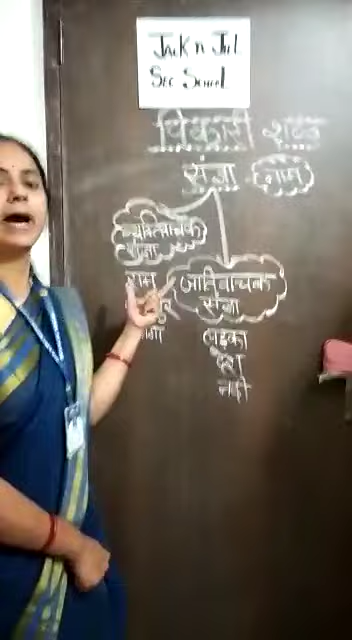 Jack n Jill
Sec School
विकारी शब्द
संज्ञा - नाम
व्यक्तिवाचक
संज्ञा
राम
जातिवाचक
संज्ञा
लड़का
देश
नदी